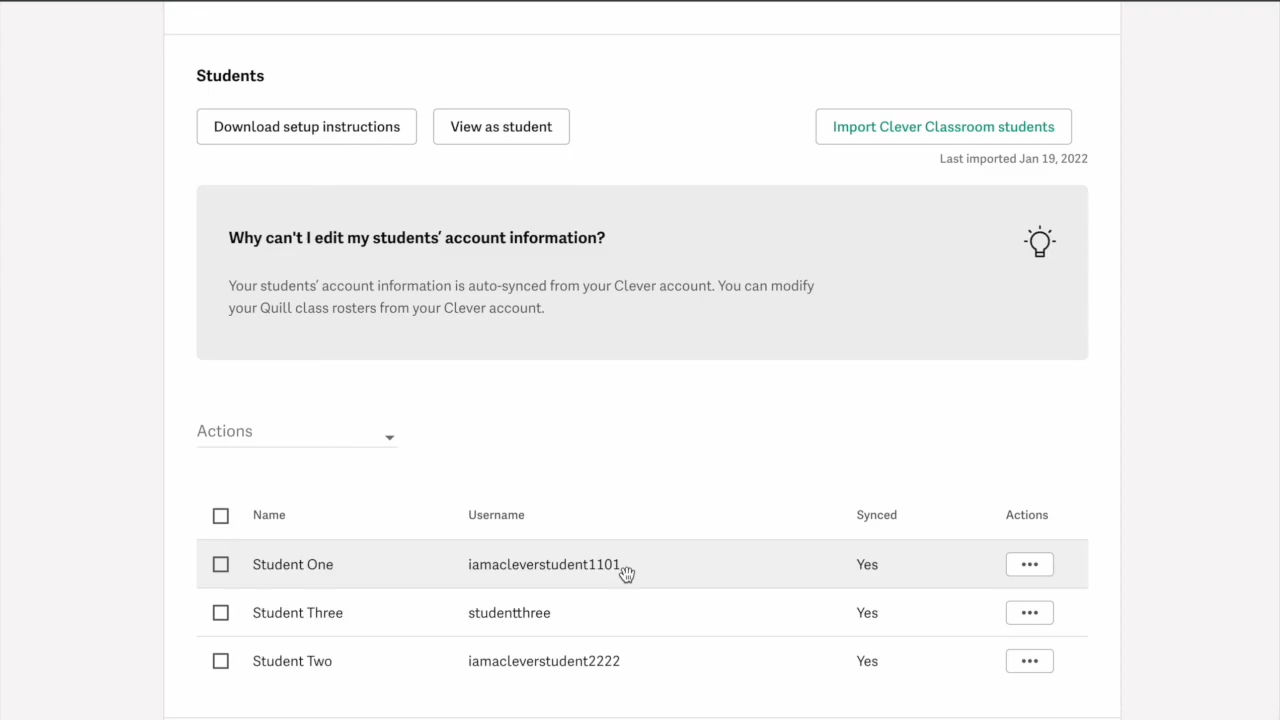 Students
Download setup instructions
View as student
Import Clever Classroom students
Last imported Jan 19, 2022
Why can't I edit my students’ account information?
Your students’ account information is auto-synced from your Clever account. You can modify
your Quill class rosters from your Clever account.
Actions
Name Username Synced Actions
Student One iamacleverstudent1101 Yes •••
Student Three studentthree Yes •••
Student Two iamacleverstudent2222 Yes •••